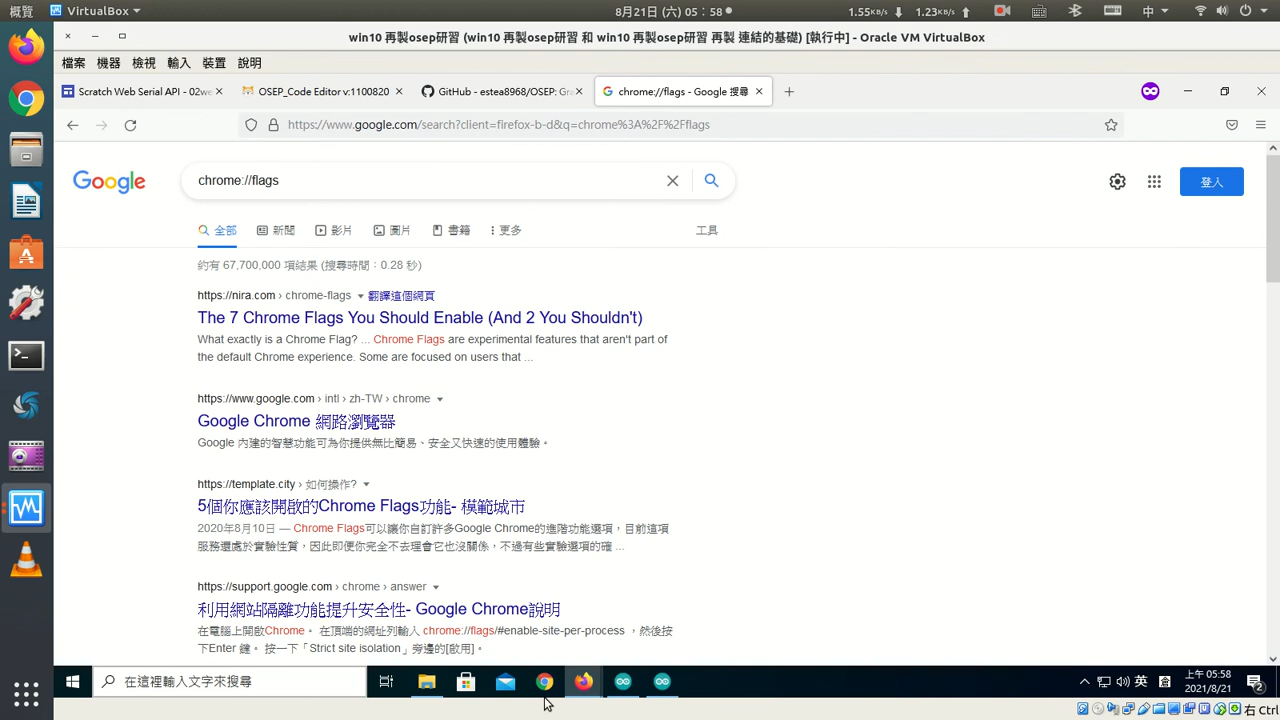 概覽 VirtualBox 8月21日 (六) 05:58 1.55KB/s 1.23KB/s 中
win10 再製osep研習 (win10 再製osep研習 和 win10 再製osep研習 再製 連結的基礎) [執行中] - Oracle VM VirtualBox
檔案 機器 檢視 輸入 裝置 說明
Scratch Web Serial API - 02we OSEP_Code Editor v:1100820 GitHub - estea8968/OSEP: Gra chrome://flags - Google 搜尋
https://www.google.com/search?client=firefox-b-d&q=chrome%3A%2F%2Fflags
Google chrome://flags 登入
全部 新聞 影片 圖片 書籍 更多 工具
約有 67,700,000 項結果 (搜尋時間：0.28 秒)
https://nira.com › chrome-flags 翻譯這個網頁
The 7 Chrome Flags You Should Enable (And 2 You Shouldn't)
What exactly is a Chrome Flag? ... Chrome Flags are experimental features that aren't part of
the default Chrome experience. Some are focused on users that ...
https://www.google.com › intl › zh-TW › chrome
Google Chrome 網路瀏覽器
Google 內建的智慧功能可為你提供無比簡易、安全又快速的使用體驗。
https://template.city › 如何操作?
5個你應該開啟的Chrome Flags功能- 模範城市
2020年8月10日 — Chrome Flags可以讓你自訂許多Google Chrome的進階功能選項，目前這項
服務還處於實驗性質，因此即便你完全不去理會它也沒關係，不過有些實驗選項的確 ...
https://support.google.com › chrome › answer
利用網站隔離功能提升安全性- Google Chrome說明
在電腦上開啟Chrome。 在頂端的網址列輸入 chrome://flags/#enable-site-per-process ，然後按
下Enter 鍵。 按一下「Strict site isolation」旁邊的[啟用]。
在這裡輸入文字來搜尋 英 上午 05:58
2021/8/21 2
右 Ctrl